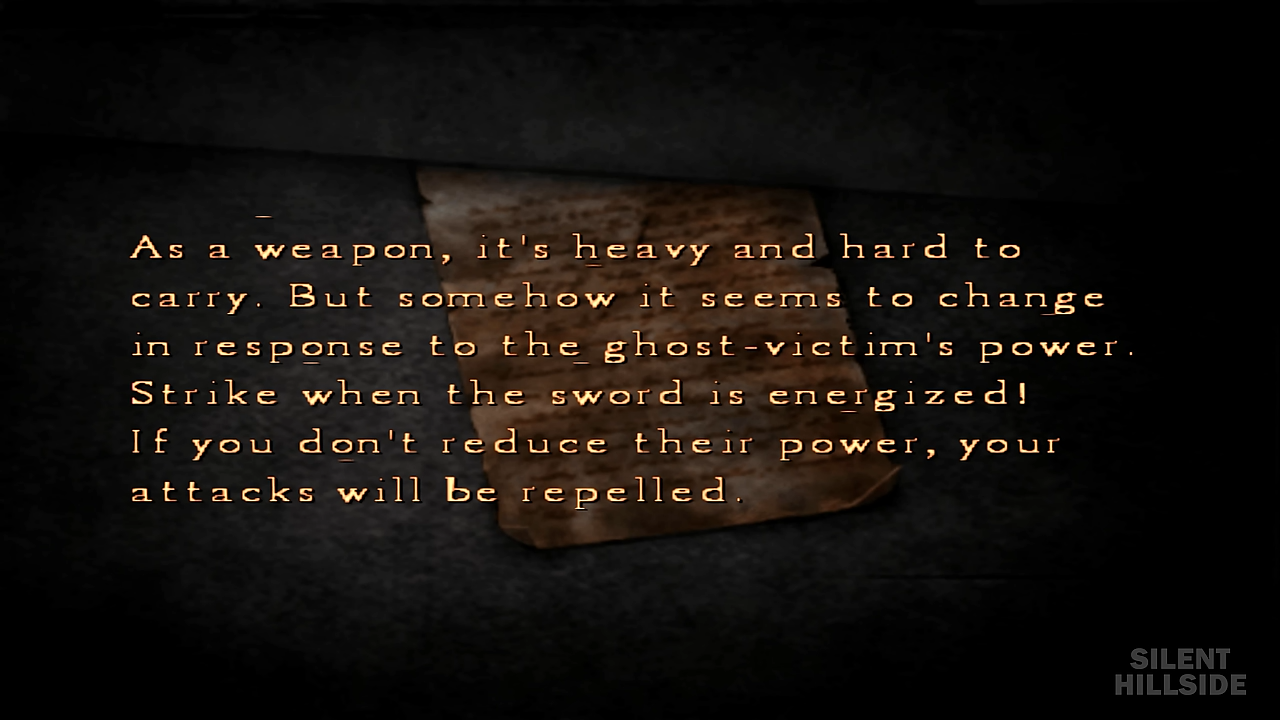 As a weapon, it's heavy and hard to
carry. But somehow it seems to change
in response to the ghost-victim's power.
Strike when the sword is energized!
If you don't reduce their power, your
attacks will be repelled.
SILENT
HILLSIDE